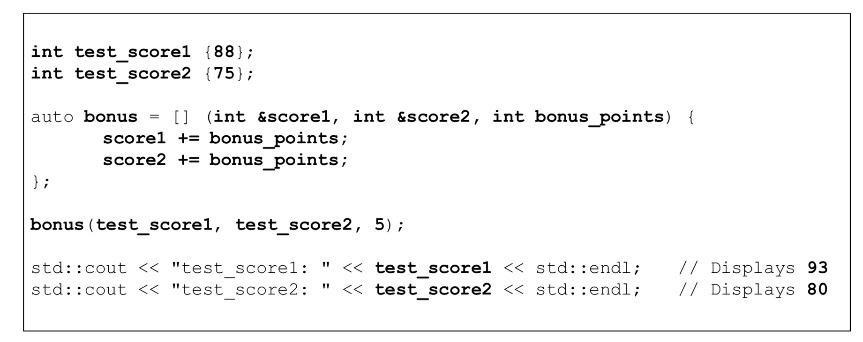 int test_score1 {88};
int test_score2 {75};
auto bonus = [] (int &score1, int &score2, int bonus_points) {
score1 += bonus_points;
score2 += bonus_points;
};
bonus(test_score1, test_score2, 5);
std::cout << "test_score1: " << test_score1 << std::endl; // Displays 93
std::cout << "test_score2: " << test_score2 << std::endl; // Displays 80